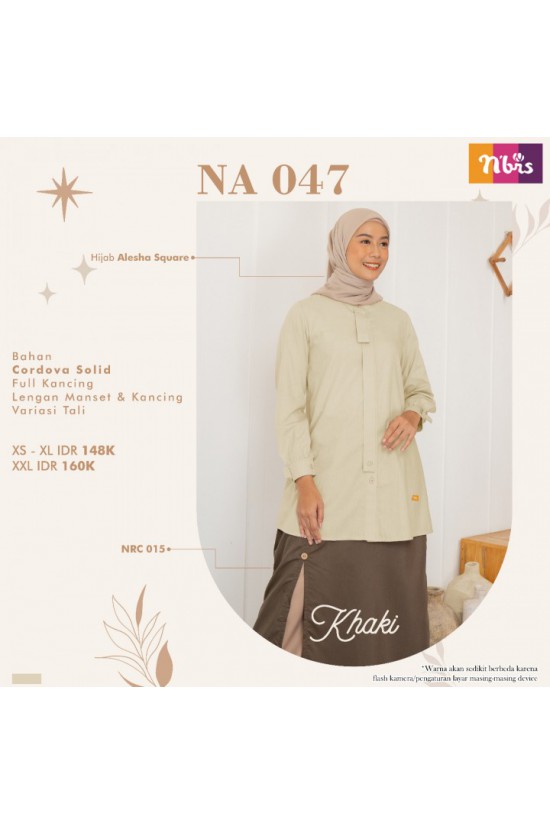 NA 047
Nbrs
Hijab Alesha Square
Bahan
Cordova Solid
Full Kancing
Lengan Manset & Kancing
Variasi Tali
XS - XL IDR 148K
XXL IDR 160K
NRC 015
Khaki
*Warna akan sedikit berbeda karena
flash kamera/pengaturan layar masing-masing device